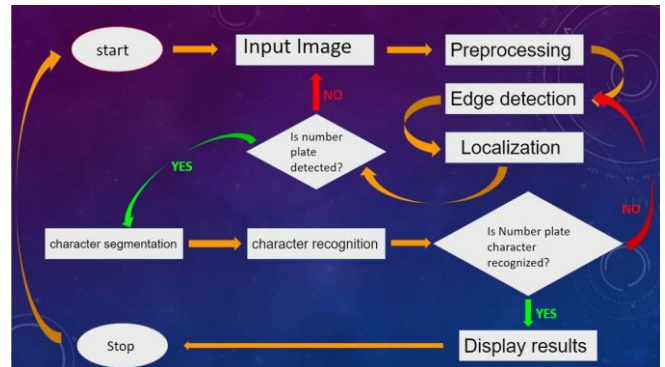 start
Input Image
Preprocessing
Edge detection
Localization
NO
Is number
plate
detected?
YES
character segmentation
character recognition
Is Number plate
character
recognized?
NO
YES
Display results
Stop